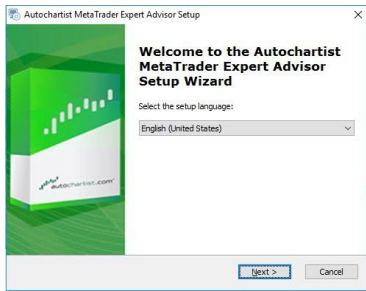 Autochartist MetaTrader Expert Advisor Setup
Welcome to the Autochartist
MetaTrader Expert Advisor
Setup Wizard
Select the setup language:
English (United States)
autochartist.com
Next >
Cancel